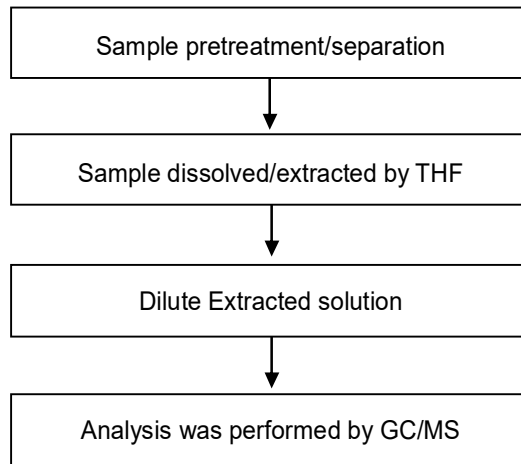 Sample pretreatment/separation
Sample dissolved/extracted by THF
Dilute Extracted solution
Analysis was performed by GC/MS